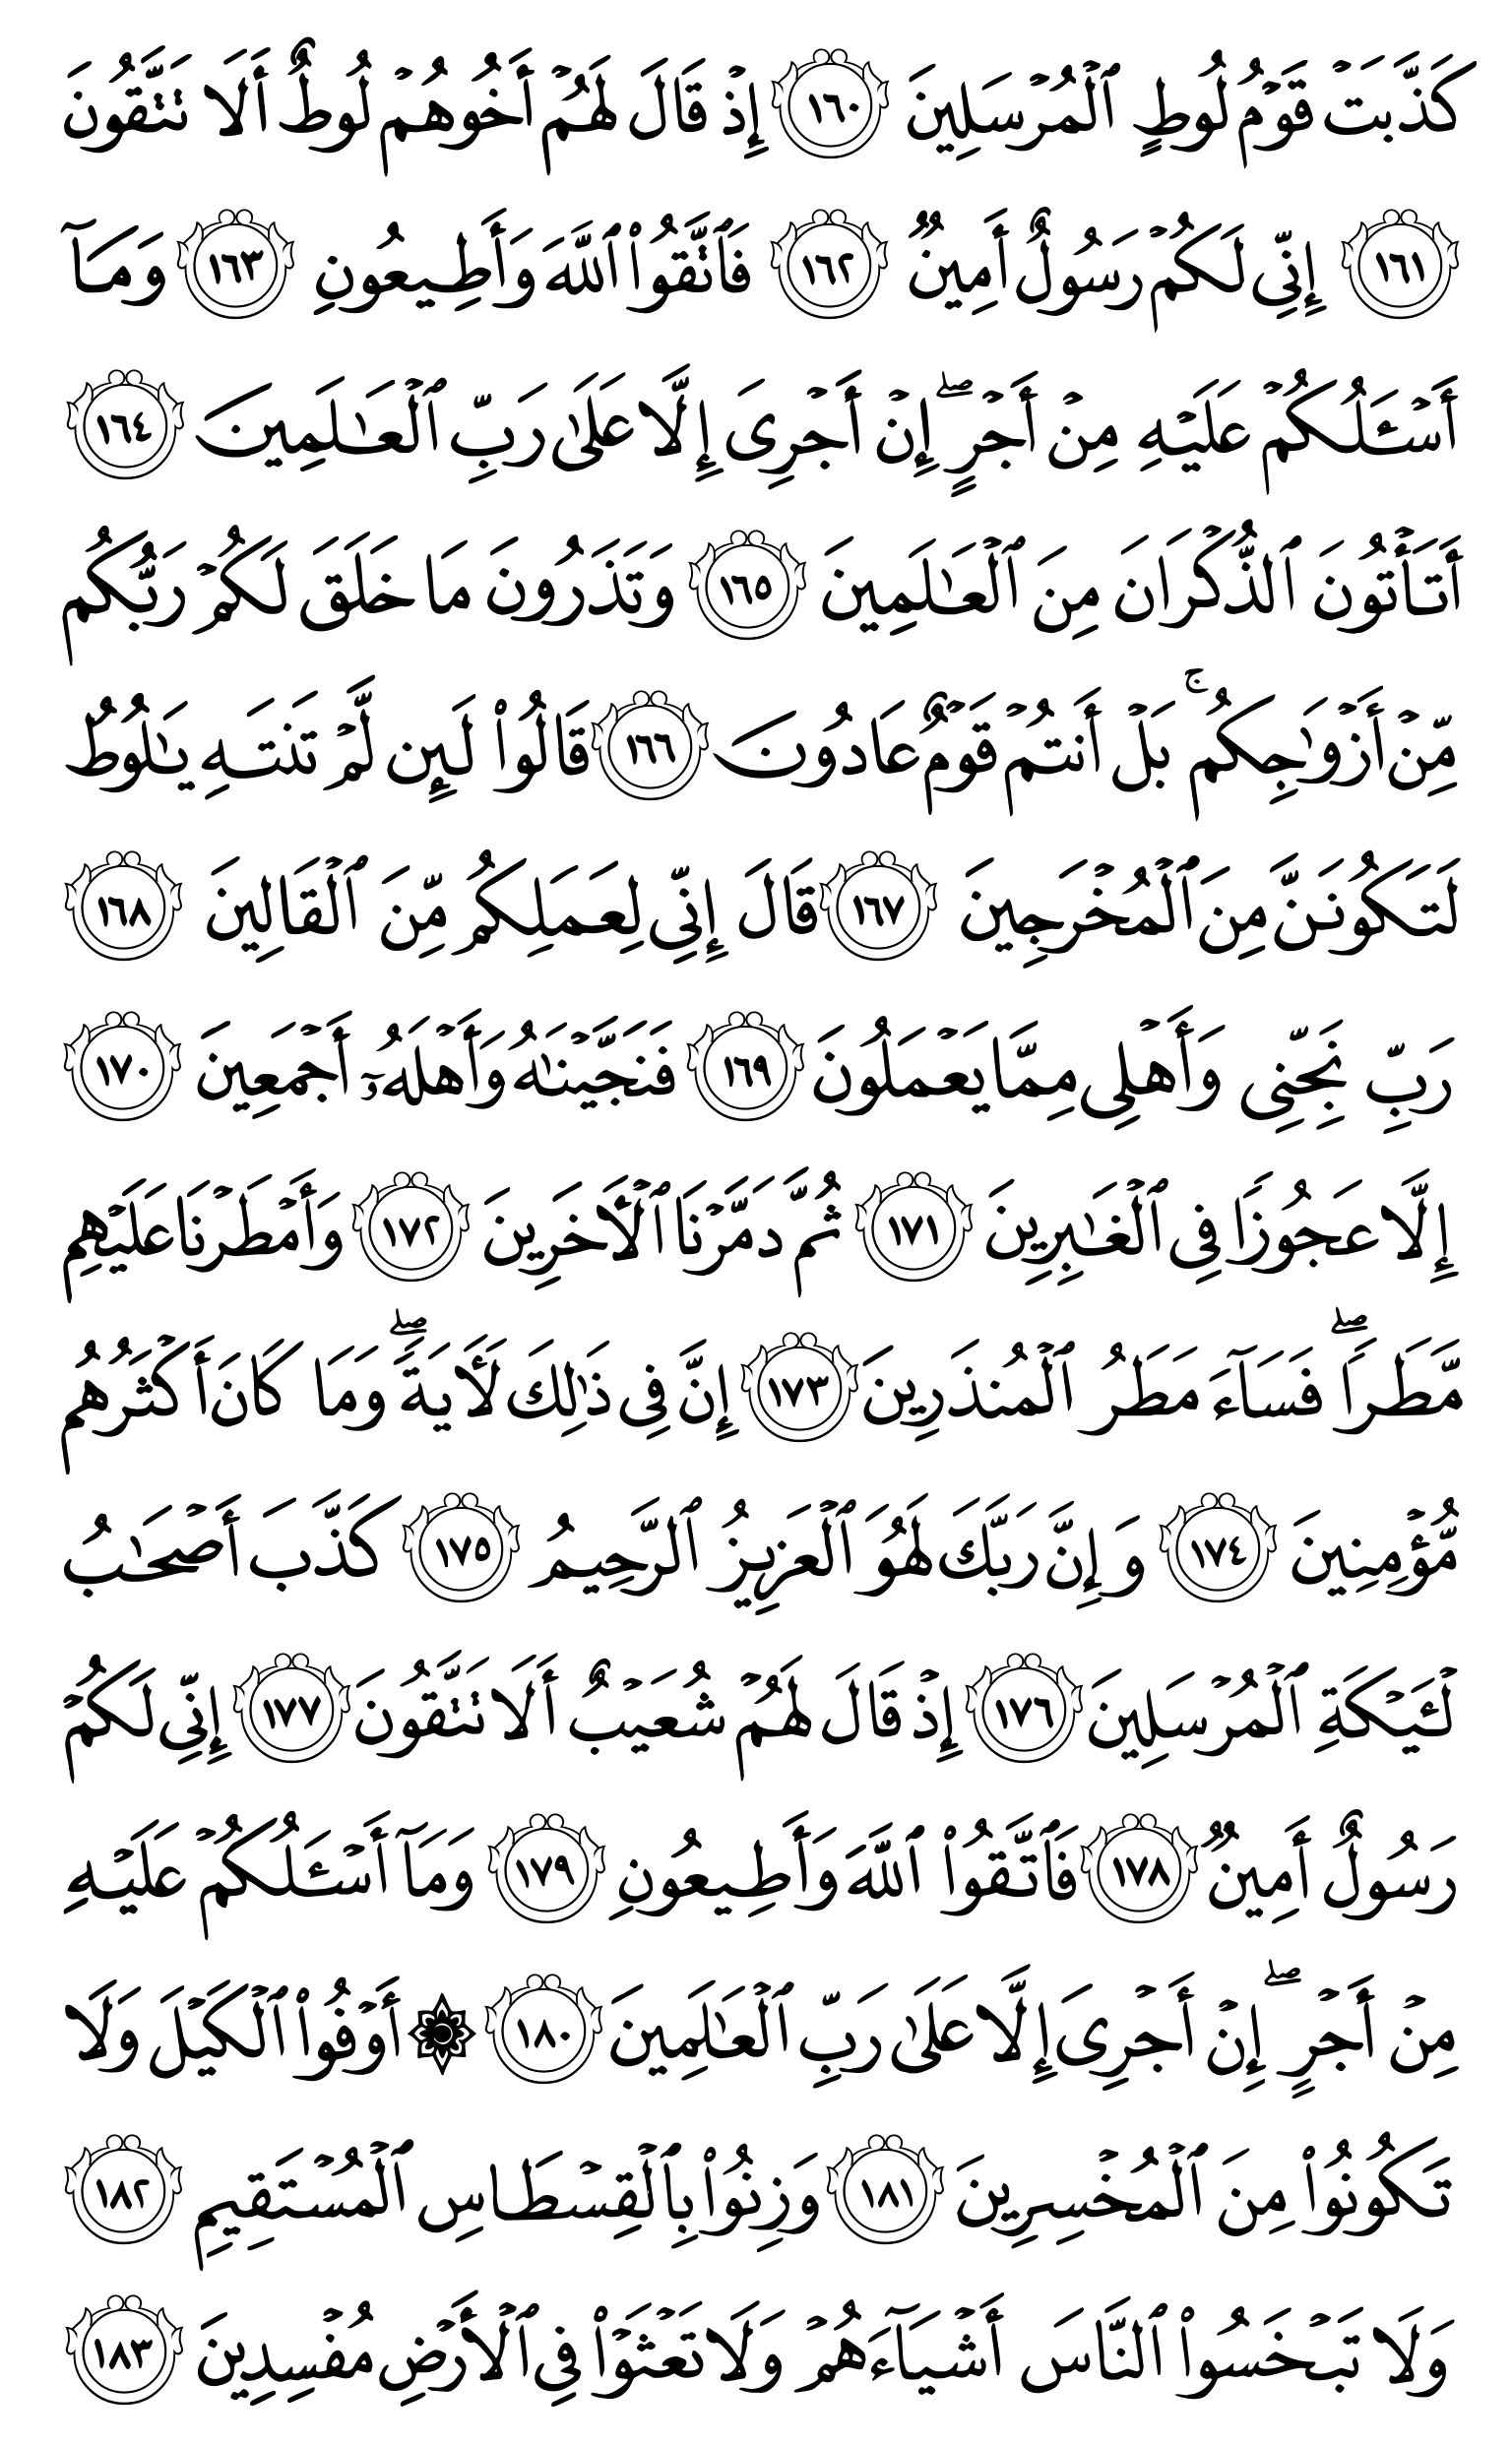 كَذَّبَتۡ قَوۡمُ لُوطٍ ٱلۡمُرۡسَلِينَ ١٦٠ إِذۡ قَالَ لَهُمۡ أَخُوهُمۡ لُوطٌ أَلَا تَتَّقُونَ
١٦١ إِنِّي لَكُمۡ رَسُولٌ أَمِينٞ ١٦٢ فَٱتَّقُواْ ٱللَّهَ وَأَطِيعُونِ ١٦٣ وَمَآ
أَسۡـَٔلُكُمۡ عَلَيۡهِ مِنۡ أَجۡرٍۖ إِنۡ أَجۡرِيَ إِلَّا عَلَىٰ رَبِّ ٱلۡعَٰلَمِينَ ١٦٤
أَتَأۡتُونَ ٱلذُّكۡرَانَ مِنَ ٱلۡعَٰلَمِينَ ١٦٥ وَتَذَرُونَ مَا خَلَقَ لَكُمۡ رَبُّكُم
مِّنۡ أَزۡوَٰجِكُمۚ بَلۡ أَنتُمۡ قَوۡمٌ عَادُونَ ١٦٦ قَالُواْ لَئِن لَّمۡ تَنتَهِ يَٰلُوطُ
لَتَكُونَنَّ مِنَ ٱلۡمُخۡرَجِينَ ١٦٧ قَالَ إِنِّي لِعَمَلِكُم مِّنَ ٱلۡقَالِينَ ١٦٨
رَبِّ نَجِّنِي وَأَهۡلِي مِمَّا يَعۡمَلُونَ ١٦٩ فَنَجَّيۡنَٰهُ وَأَهۡلَهُۥٓ أَجۡمَعِينَ ١٧٠
إِلَّا عَجُوزٗا فِي ٱلۡغَٰبِرِينَ ١٧١ ثُمَّ دَمَّرۡنَا ٱلۡأٓخَرِينَ ١٧٢ وَأَمۡطَرۡنَا عَلَيۡهِم
مَّطَرٗاۖ فَسَآءَ مَطَرُ ٱلۡمُنذَرِينَ ١٧٣ إِنَّ فِي ذَٰلِكَ لَأٓيَةٗۖ وَمَا كَانَ أَكۡثَرُهُم
مُّؤۡمِنِينَ ١٧٤ وَإِنَّ رَبَّكَ لَهُوَ ٱلۡعَزِيزُ ٱلرَّحِيمُ ١٧٥ كَذَّبَ أَصۡحَٰبُ
لۡـَٔيۡكَةِ ٱلۡمُرۡسَلِينَ ١٧٦ إِذۡ قَالَ لَهُمۡ شُعَيۡبٌ أَلَا تَتَّقُونَ ١٧٧ إِنِّي لَكُمۡ
رَسُولٌ أَمِينٞ ١٧٨ فَٱتَّقُواْ ٱللَّهَ وَأَطِيعُونِ ١٧٩ وَمَآ أَسۡـَٔلُكُمۡ عَلَيۡهِ
مِنۡ أَجۡرٍۖ إِنۡ أَجۡرِيَ إِلَّا عَلَىٰ رَبِّ ٱلۡعَٰلَمِينَ ١٨٠ ۞ أَوۡفُواْ ٱلۡكَيۡلَ وَلَا
تَكُونُواْ مِنَ ٱلۡمُخۡسِرِينَ ١٨١ وَزِنُواْ بِٱلۡقِسۡطَاسِ ٱلۡمُسۡتَقِيمِ ١٨٢
وَلَا تَبۡخَسُواْ ٱلنَّاسَ أَشۡيَآءَهُمۡ وَلَا تَعۡثَوۡاْ فِي ٱلۡأَرۡضِ مُفۡسِدِينَ ١٨٣